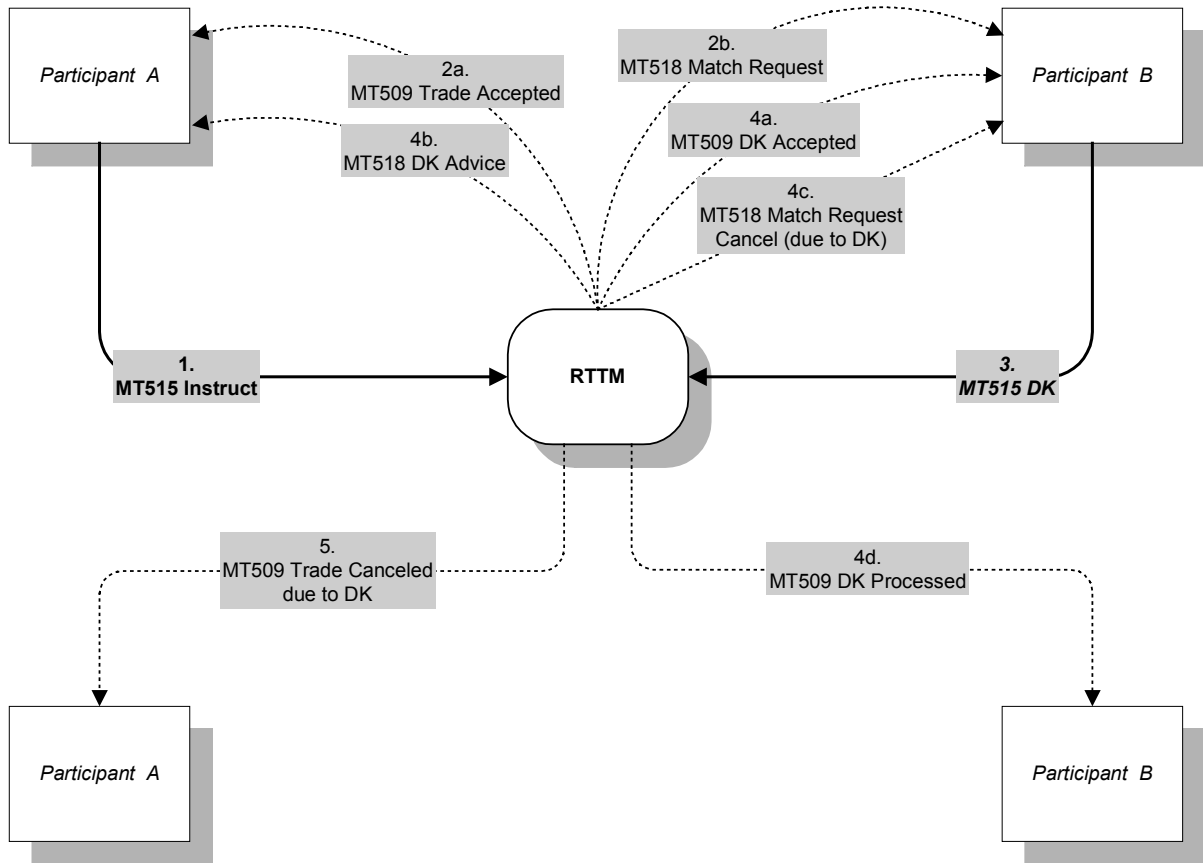 Participant A
2a.
MT509 Trade Accepted
4b.
MT518 DK Advice
2b.
MT518 Match Request
4a.
MT509 DK Accepted
4c.
MT518 Match Request
Cancel (due to DK)
Participant B
1.
MT515 Instruct
RTTM
3.
MT515 DK
5.
MT509 Trade Canceled
due to DK
4d.
MT509 DK Processed
Participant A
Participant B